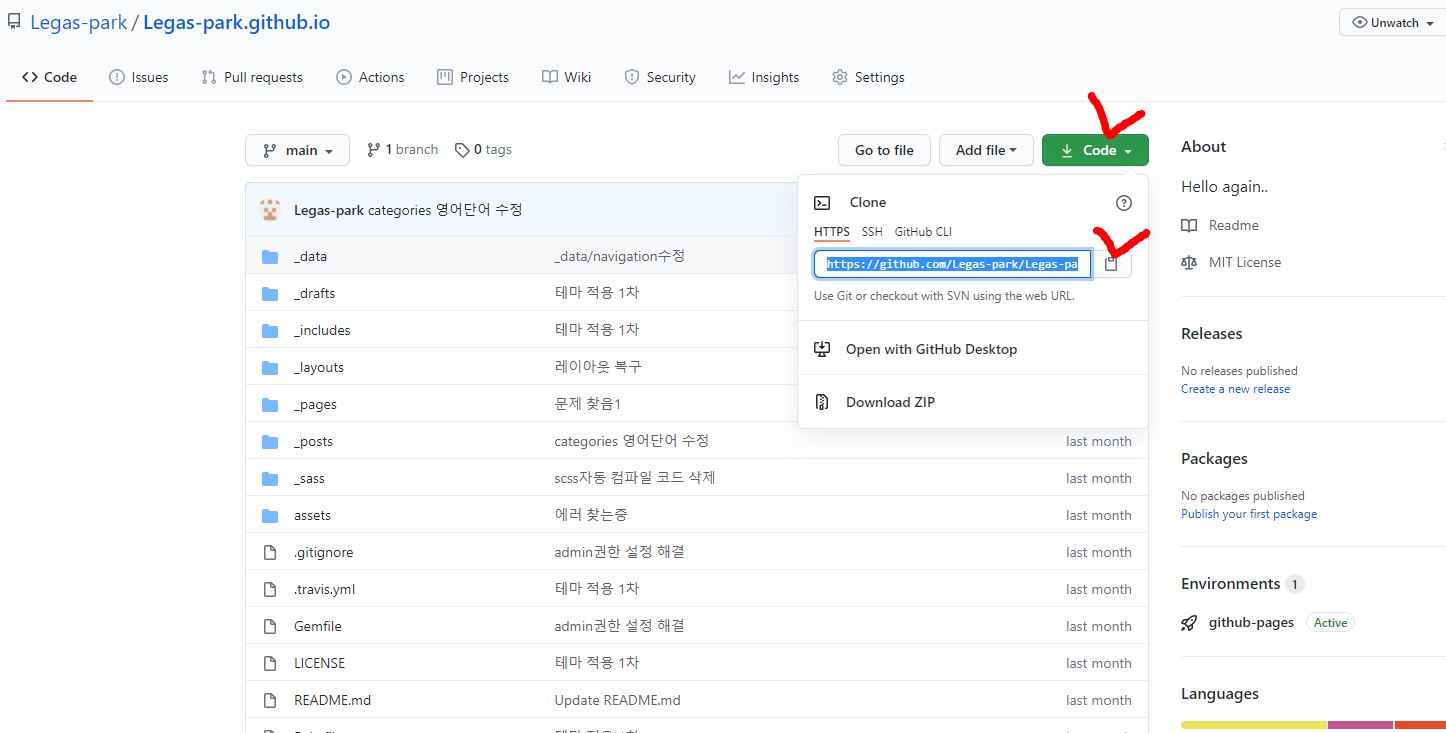 Legas-park / Legas-park.github.io
Unwatch
Code Issues Pull requests Actions Projects Wiki Security Insights Settings
main 1 branch 0 tags
Go to file Add file Code
Legas-park categories 영어단어 수정
_data _data/navigation수정
_drafts 테마 적용 1차
_includes 테마 적용 1차
_layouts 레이아웃 복구
_pages 문제 찾음1
_posts categories 영어단어 수정 last month
_sass scss자동 컴파일 코드 삭제 last month
assets 에러 찾는중 last month
.gitignore admin권한 설정 해결 last month
.travis.yml 테마 적용 1차 last month
Gemfile admin권한 설정 해결 last month
LICENSE 테마 적용 1차 last month
README.md Update README.md last month
Clone
HTTPS SSH GitHub CLI
https://github.com/Legas-park/Legas-pa
Use Git or checkout with SVN using the web URL.
Open with GitHub Desktop
Download ZIP
About
Hello again..
Readme
MIT License
Releases
No releases published
Create a new release
Packages
No packages published
Publish your first package
Environments 1
github-pages Active
Languages